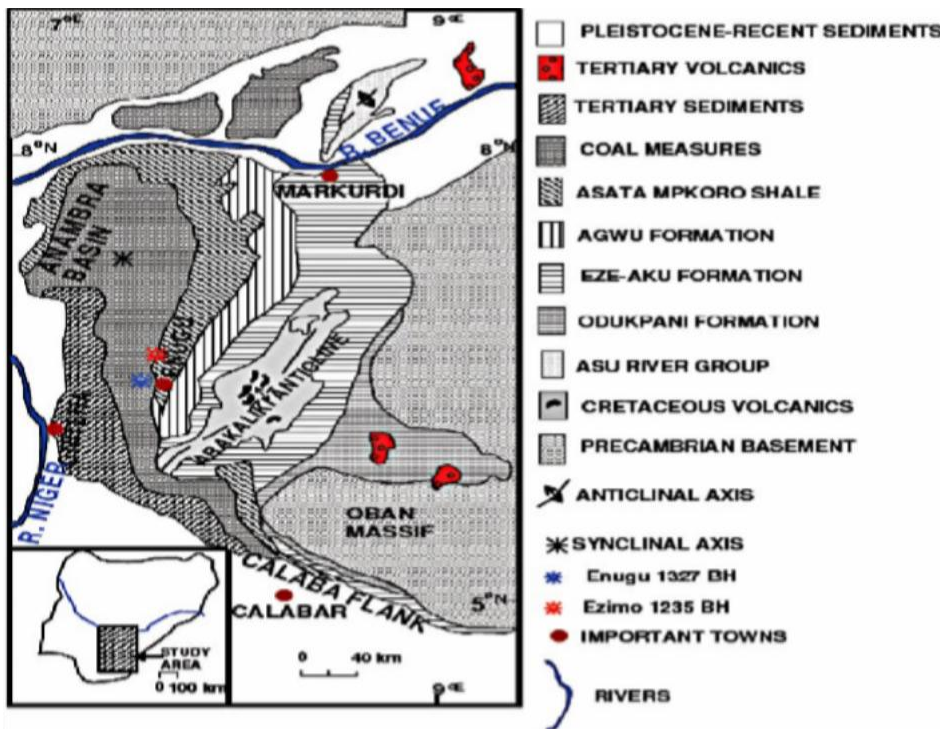 7°E
9°E
8°N
8°N
R. BENUE
MARKURDI
ANAMBRA
BASIN
ENUGU
ABAKALIKI ANTICLINE
R. NIGER
OBAN
MASSIF
CALABA FLANK
CALABAR
5°N
STUDY
AREA
0 100 km
0 40 km
9°E
PLEISTOCENE-RECENT SEDIMENTS
TERTIARY VOLCANICS
TERTIARY SEDIMENTS
COAL MEASURES
ASATA MPKORO SHALE
AGWU FORMATION
EZE-AKU FORMATION
ODUKPANI FORMATION
ASU RIVER GROUP
CRETACEOUS VOLCANICS
PRECAMBRIAN BASEMENT
ANTICLINAL AXIS
SYNCLINAL AXIS
Enugu 1327 BH
Ezimo 1235 BH
IMPORTANT TOWNS
RIVERS